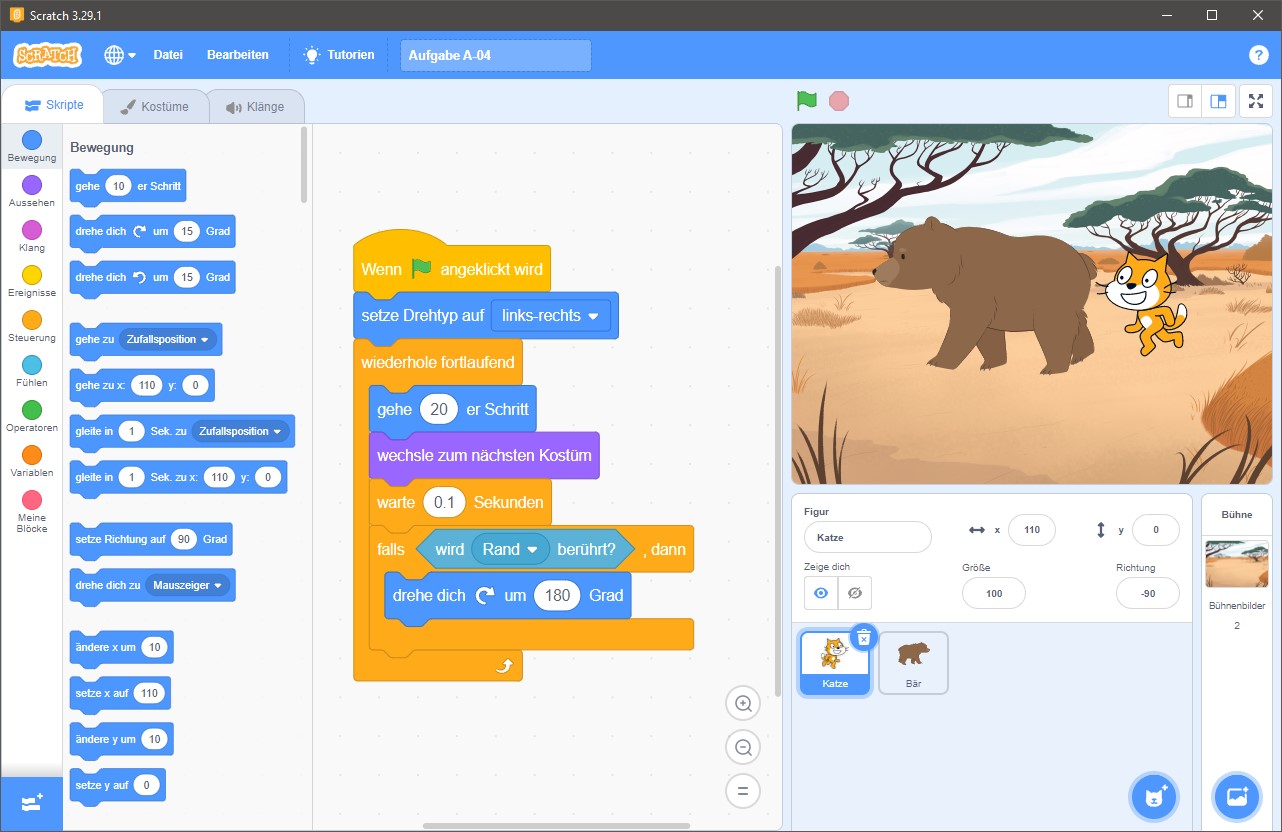 Scratch 3.29.1
SCRATCH
Datei
Bearbeiten
Tutorien
Aufgabe A-04
?
Skripte
Kostüme
Klänge
Bewegung
Aussehen
Klang
Ereignisse
Steuerung
Fühlen
Operatoren
Variablen
Meine
Blöcke
Bewegung
gehe 10 er Schritt
drehe dich um 15 Grad
drehe dich um 15 Grad
gehe zu Zufallsposition
gehe zu x: 110 y: 0
gleite in 1 Sek. zu Zufallsposition
gleite in 1 Sek. zu x: 110 y: 0
setze Richtung auf 90 Grad
drehe dich zu Mauszeiger
ändere x um 10
setze x auf 110
ändere y um 10
setze y auf 0
Wenn angeklickt wird
setze Drehtyp auf links-rechts
wiederhole fortlaufend
gehe 20 er Schritt
wechsle zum nächsten Kostüm
warte 0.1 Sekunden
falls wird Rand berührt? , dann
drehe dich um 180 Grad
Figur
Katze
x 110
y 0
Zeige dich
Größe
100
Richtung
-90
Katze
Bär
Bühne
Bühnenbilder
2